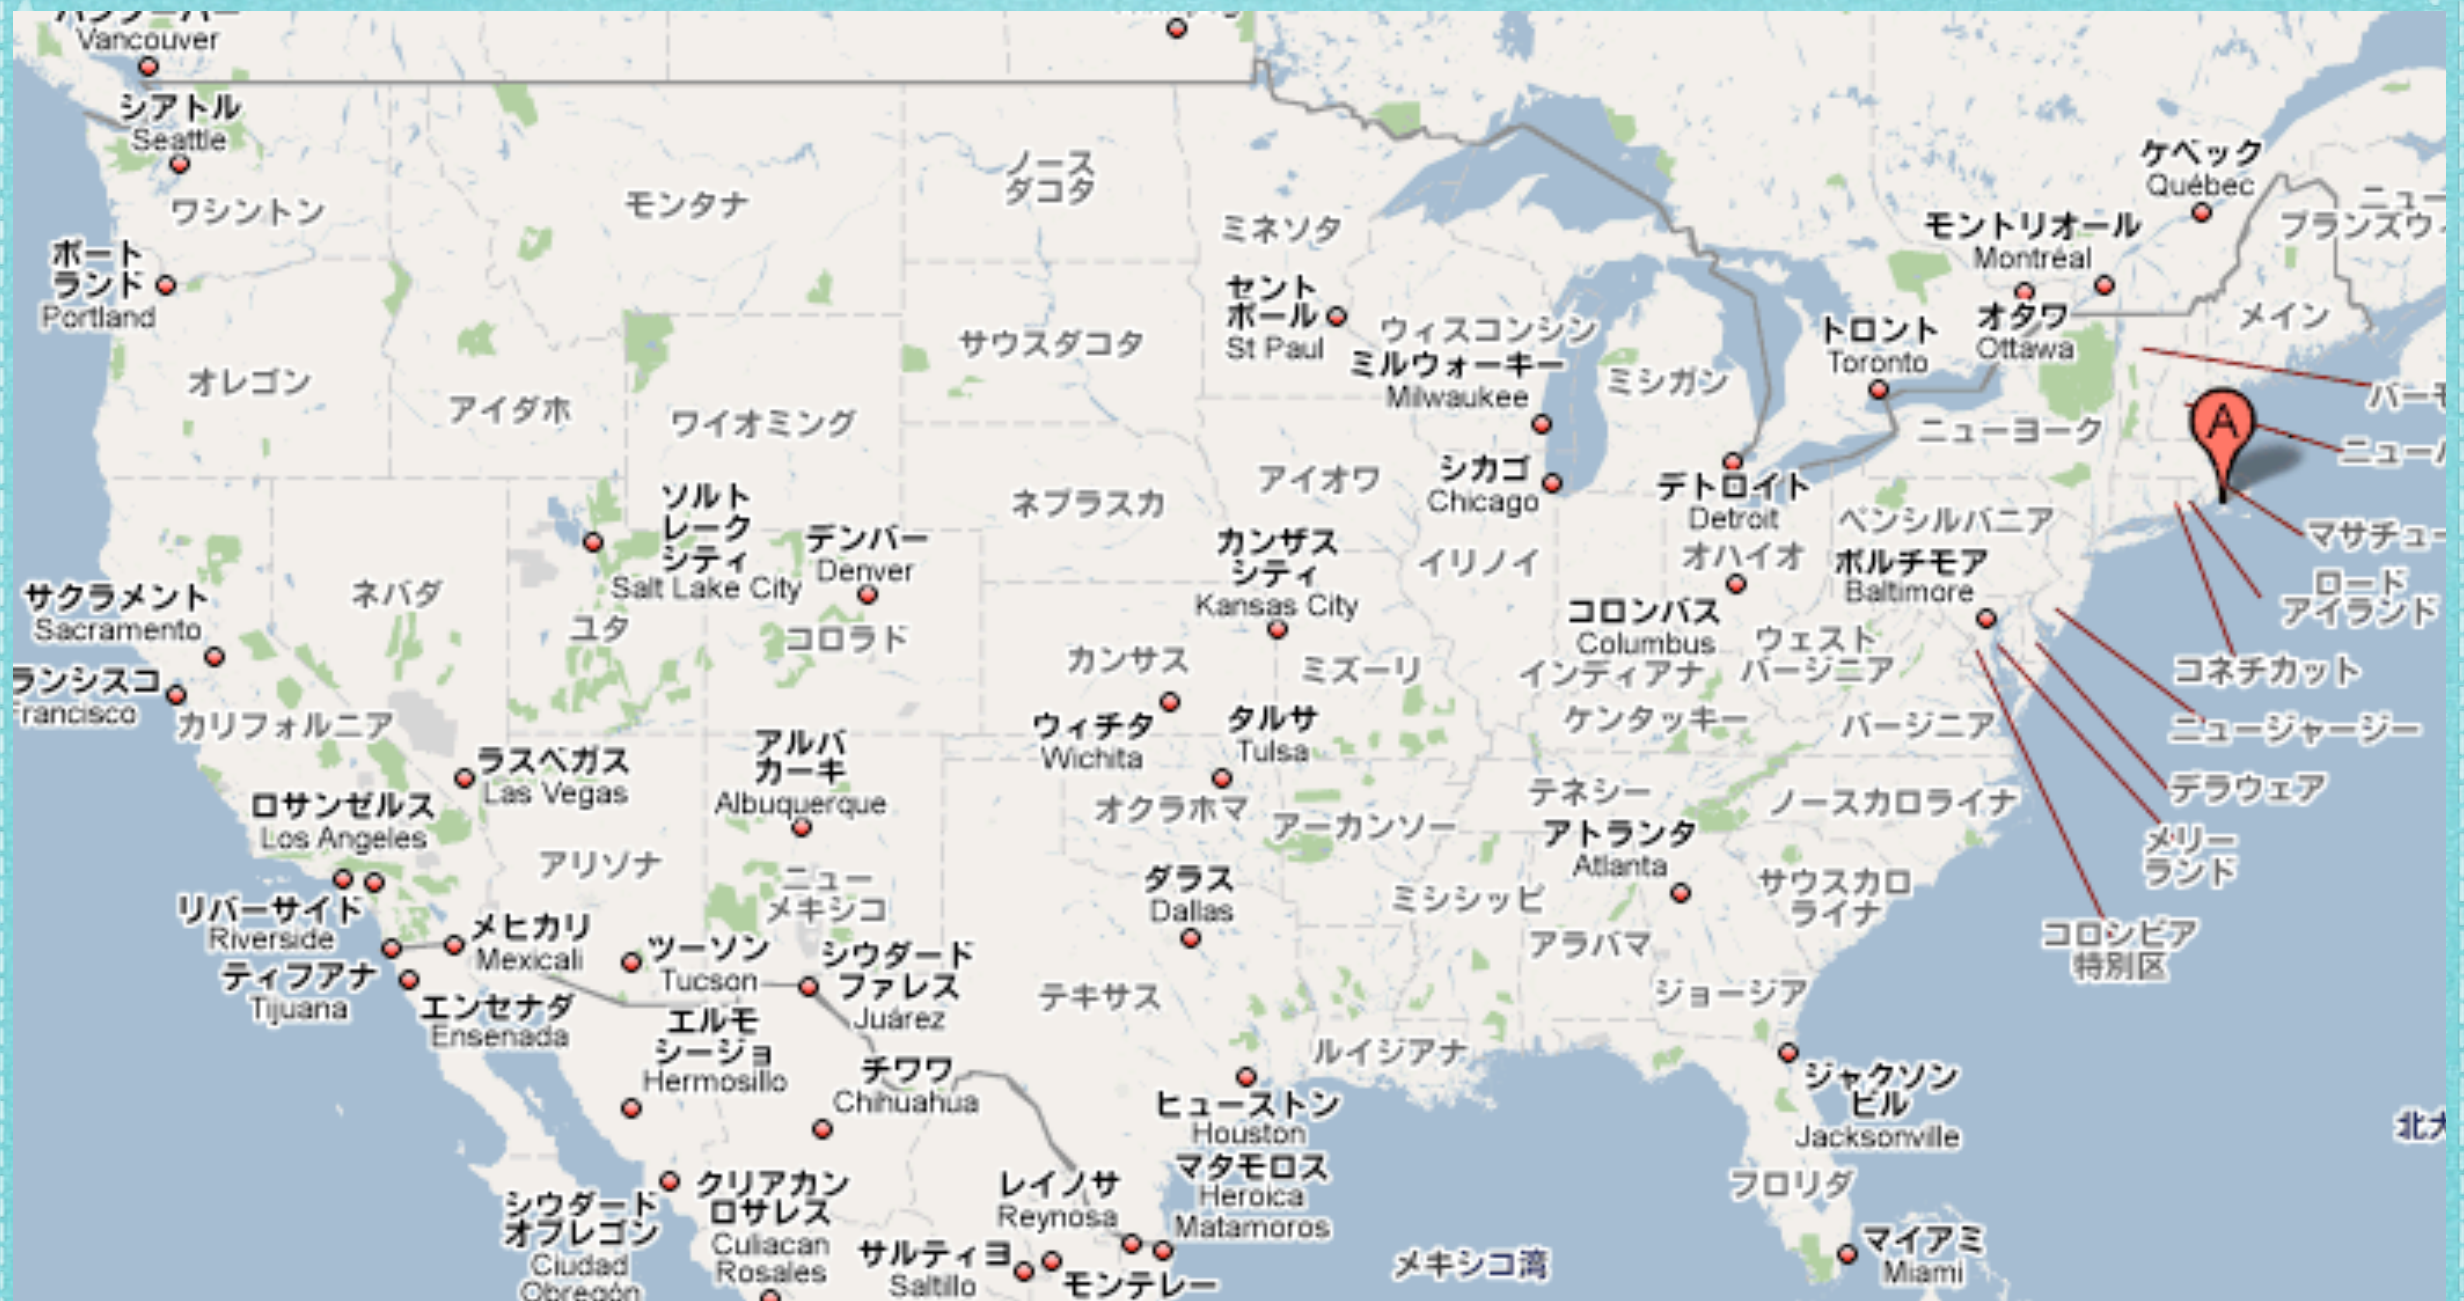 Vancouver
シアトル
Seattle
ワシントン
ポート
ランド
Portland
オレゴン
モンタナ
アイダホ
ワイオミング
ノース
ダコタ
サウスダコタ
ミネソタ
セント
ポール
St Paul
ウィスコンシン
ミルウォーキー
Milwaukee
ミシガン
シカゴ
Chicago
アイオワ
ネブラスカ
ケベック
Québec
モントリオール
Montréal
オタワ
Ottawa
トロント
Toronto
ニューヨーク
ニュー
ブランズウ
メイン
A
バーモ
マサチュー
ロード
アイランド
コネチカット
ニュージャージー
デラウェア
メリー
ランド
コロンビア
特別区
デトロイト
Detroit
ペンシルバニア
オハイオ
ボルチモア
Baltimore
コロンバス
Columbus
ウェスト
バージニア
インディアナ
イリノイ
ケンタッキー
バージニア
ソルト
レーク
シティ
Salt Lake City
デンバー
Denver
ネバダ
ユタ
コロラド
カンザス
シティ
Kansas City
カンサス
ミズーリ
サクラメント
Sacramento
ランシスコ
Francisco
カリフォルニア
ラスベガス
Las Vegas
ロサンゼルス
Los Angeles
アルバ
カーキ
Albuquerque
ウィチタ
Wichita
タルサ
Tulsa
オクラホマ
アーカンソー
テネシー
ノースカロライナ
アトランタ
Atlanta
サウスカロ
ライナ
アリゾナ
ニュー
メキシコ
ダラス
Dallas
ミシシッピ
アラバマ
ジョージア
リバーサイド
Riverside
メヒカリ
Mexicali
ティフアナ
Tijuana
エンセナダ
Ensenada
ツーソン
Tucson
シウダード
ファレス
Juárez
テキサス
ルイジアナ
エルモ
シージョ
Hermosillo
チワワ
Chihuahua
ヒューストン
Houston
ジャクソン
ビル
Jacksonville
フロリダ
マイアミ
Miami
北大
シウダード
オブレゴン
Ciudad
Obregón
クリアカン
ロサレス
Culiacan
Rosales
レイノサ
Reynosa
マタモロス
Heroica
Matamoros
サルティヨ
Saltillo
モンテレー
メキシコ湾